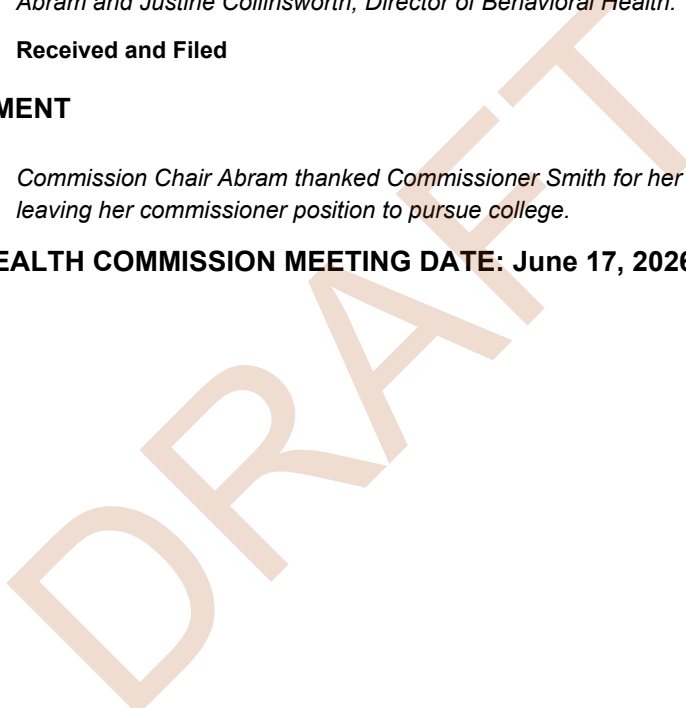 Abram and Justine Collinsworth, Director of Behavioral Health.
Received and Filed
MENT
Commission Chair Abram thanked Commissioner Smith for her
leaving her commissioner position to pursue college.
EALTH COMMISSION MEETING DATE: June 17, 2026
DRAFT